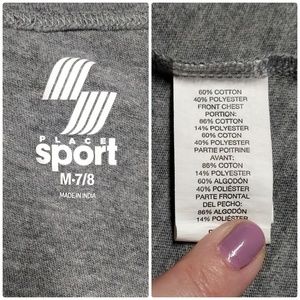 PLACE
sport
M-7/8
MADE IN INDIA
60% COTTON
40% POLYESTER
FRONT CHEST
PORTION:
86% COTTON
14% POLYESTER
60% COTON
40% POLYESTER
PARTIE POITRINE
AVANT:
86% COTON
14% POLYESTER
60% ALGODÓN
40% POLIÉSTER
PARTE FRONTAL
DEL PECHO:
86% ALGODÓN
14% POLIÉSTER